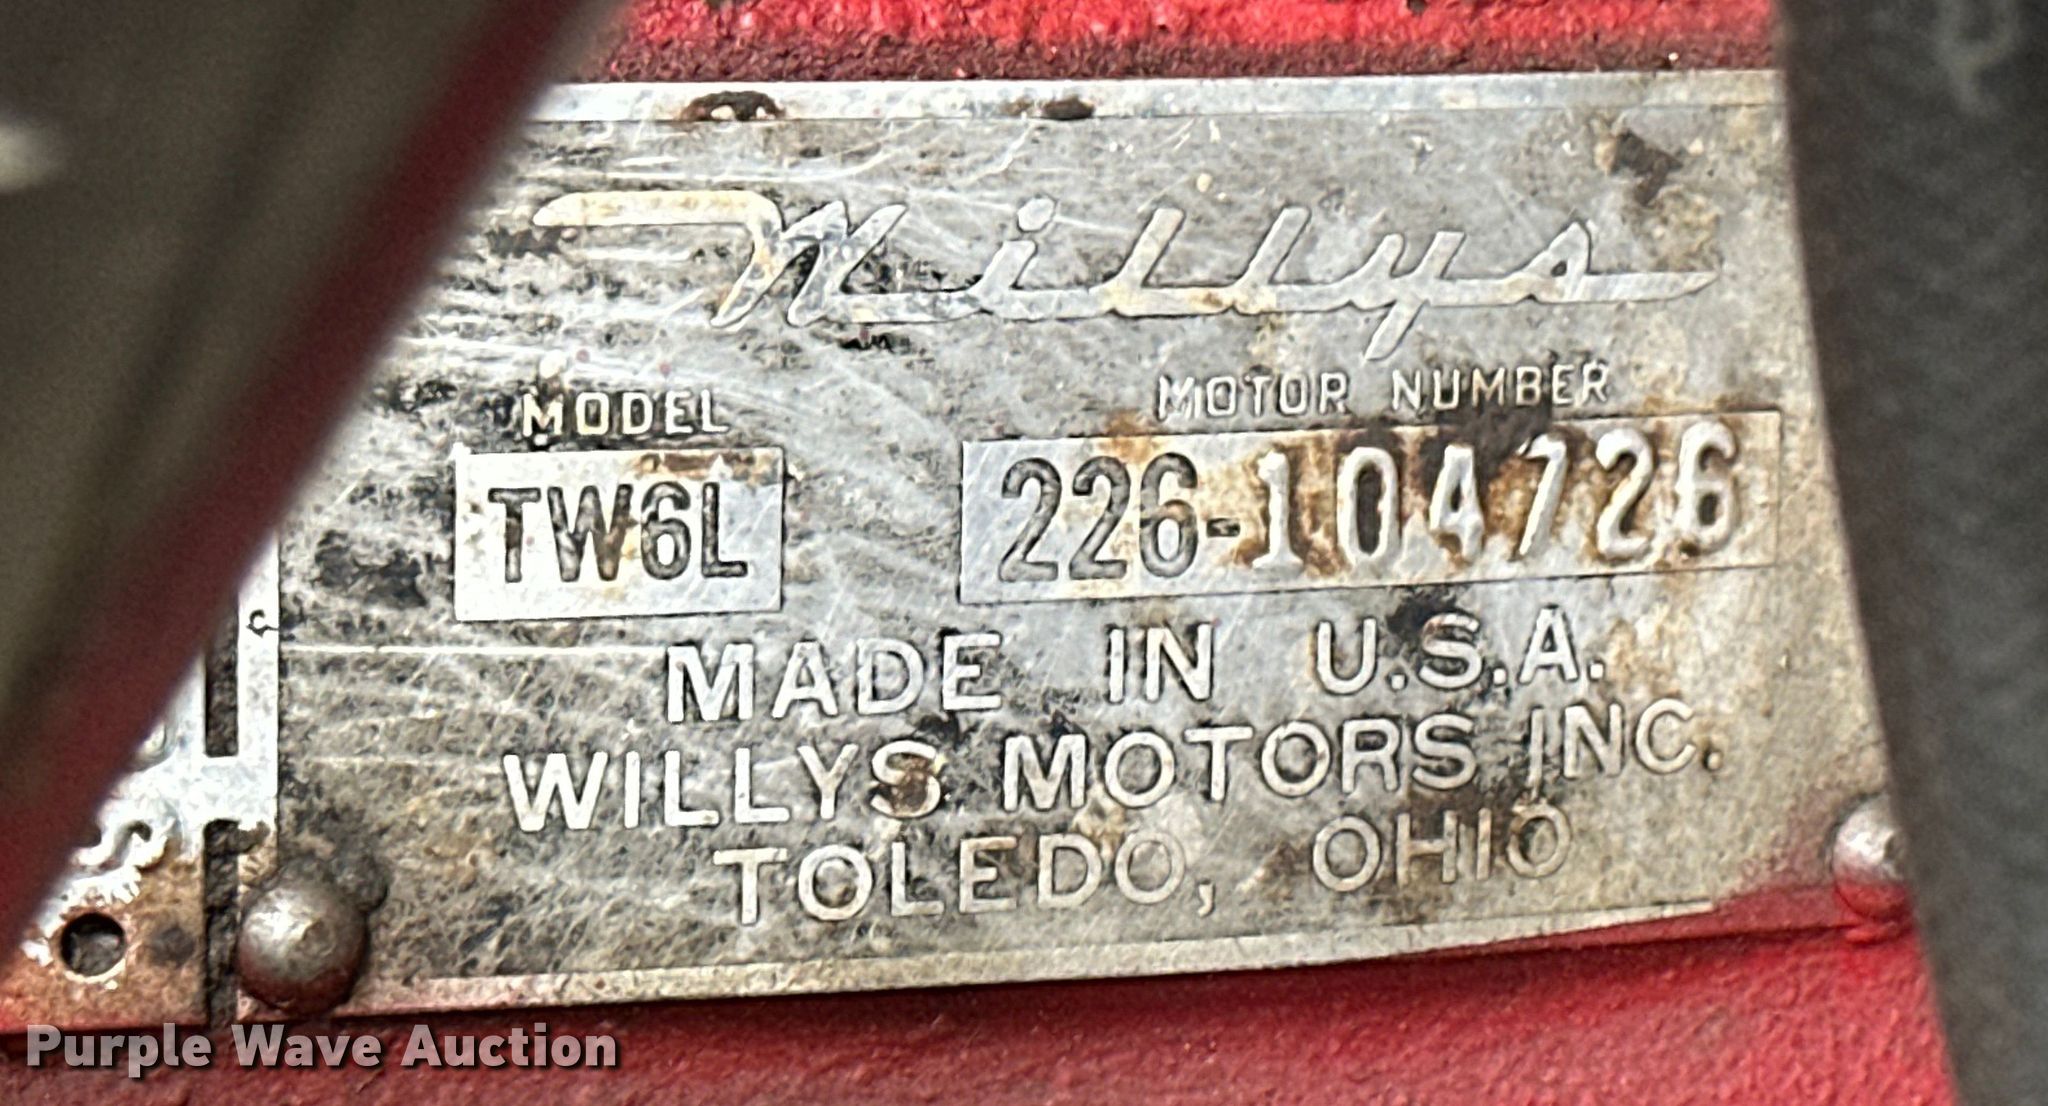 Willys
MODEL MOTOR NUMBER
TW6L 226-104726
MADE IN U.S.A.
WILLYS MOTORS INC.
TOLEDO, OHIO
Purple Wave Auction